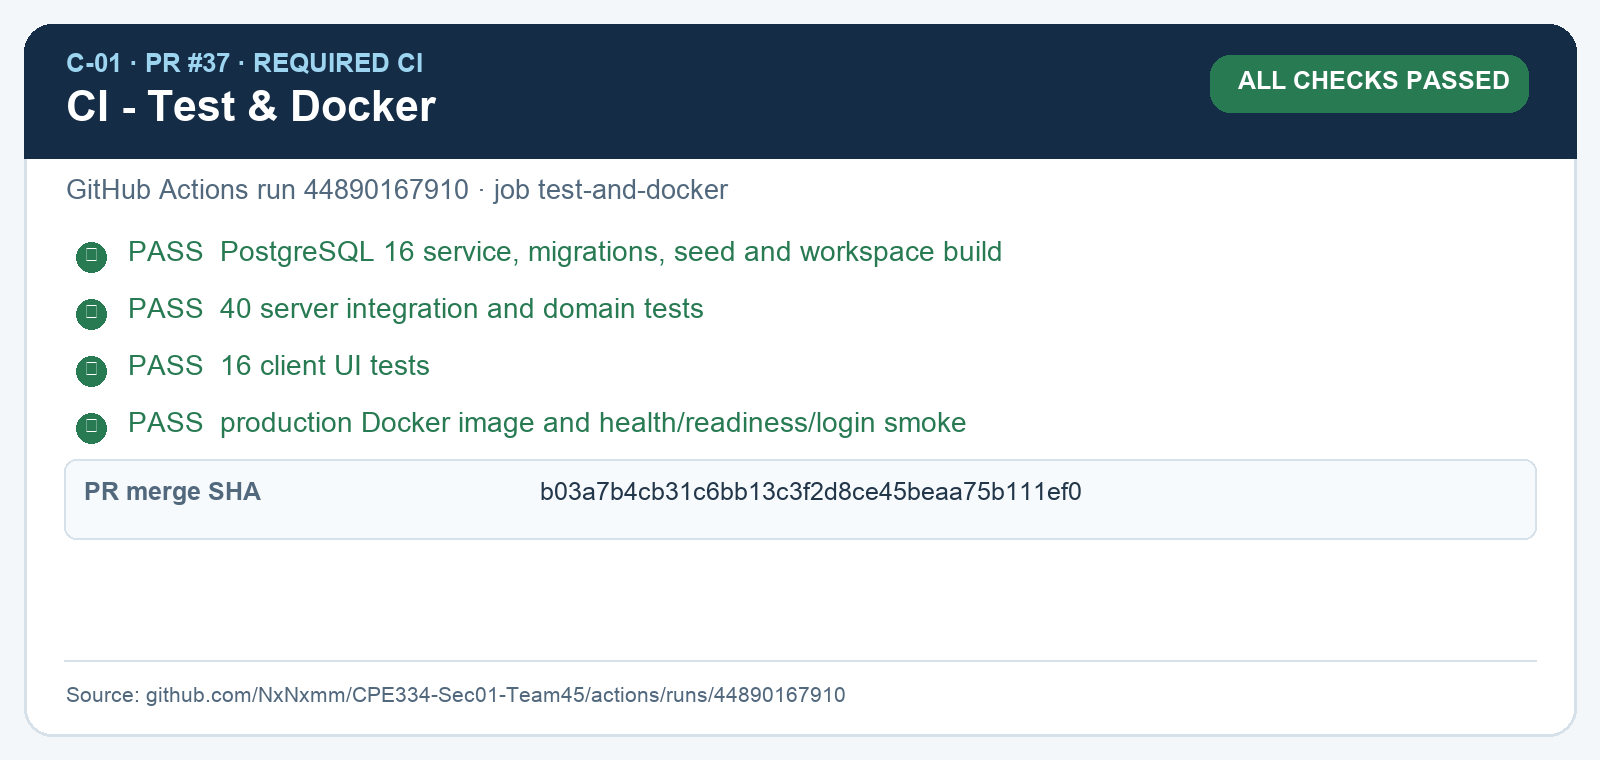 C-01 · PR #37 · REQUIRED CI
CI - Test & Docker
ALL CHECKS PASSED
GitHub Actions run 44890167910 · job test-and-docker
PASS PostgreSQL 16 service, migrations, seed and workspace build
PASS 40 server integration and domain tests
PASS 16 client UI tests
PASS production Docker image and health/readiness/login smoke
PR merge SHA b03a7b4cb31c6bb13c3f2d8ce45beaa75b111ef0
Source: github.com/NxNxmm/CPE334-Sec01-Team45/actions/runs/44890167910